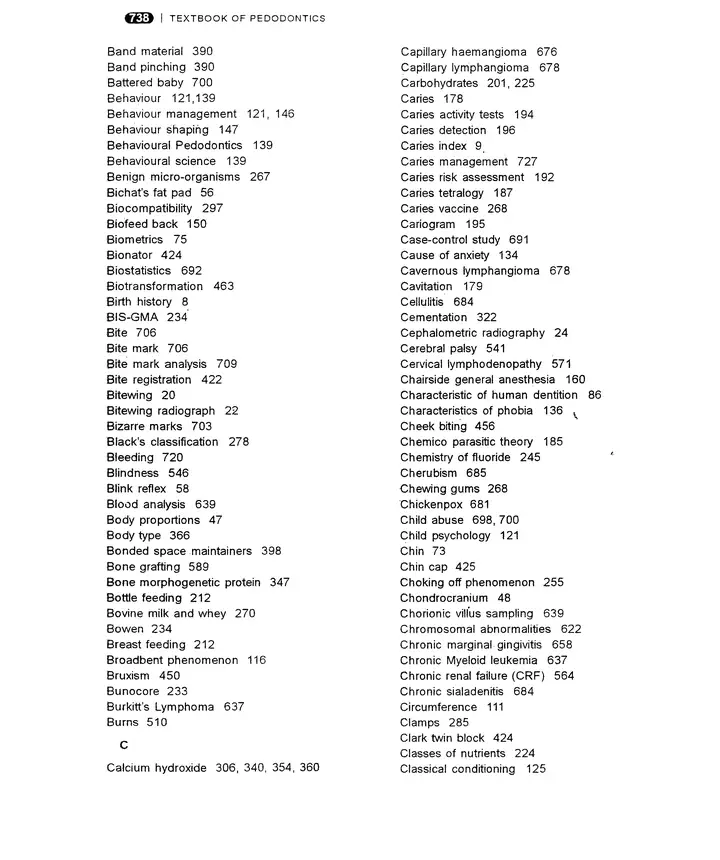 738 | TEXTBOOK OF PEDODONTICS
Band material 390
Band pinching 390
Battered baby 700
Behaviour 121,139
Behaviour management 121, 146
Behaviour shaping 147
Behavioural Pedodontics 139
Behavioural science 139
Benign micro-organisms 267
Bichat's fat pad 56
Biocompatibility 297
Biofeed back 150
Biometrics 75
Bionator 424
Biostatistics 692
Biotransformation 463
Birth history 8
BIS-GMA 234
Bite 706
Bite mark 706
Bite mark analysis 709
Bite registration 422
Bitewing 20
Bitewing radiograph 22
Bizarre marks 703
Black's classification 278
Bleeding 720
Blindness 546
Blink reflex 58
Blood analysis 639
Body proportions 47
Body type 366
Bonded space maintainers 398
Bone grafting 589
Bone morphogenetic protein 347
Bottle feeding 212
Bovine milk and whey 270
Bowen 234
Breast feeding 212
Broadbent phenomenon 116
Bruxism 450
Bunocore 233
Burkitt's Lymphoma 637
Burns 510
C
Calcium hydroxide 306, 340, 354, 360
Capillary haemangioma 676
Capillary lymphangioma 678
Carbohydrates 201, 225
Caries 178
Caries activity tests 194
Caries detection 196
Caries index 9
Caries management 727
Caries risk assessment 192
Caries tetralogy 187
Caries vaccine 268
Cariogram 195
Case-control study 691
Cause of anxiety 134
Cavernous lymphangioma 678
Cavitation 179
Cellulitis 684
Cementation 322
Cephalometric radiography 24
Cerebral palsy 541
Cervical lymphodenopathy 571
Chairside general anesthesia 160
Characteristic of human dentition 86
Characteristics of phobia 136
Cheek biting 456
Chemico parasitic theory 185
Chemistry of fluoride 245
Cherubism 685
Chewing gums 268
Chickenpox 681
Child abuse 698, 700
Child psychology 121
Chin 73
Chin cap 425
Choking off phenomenon 255
Chondrocranium 48
Chorionic villus sampling 639
Chromosomal abnormalities 622
Chronic marginal gingivitis 658
Chronic Myeloid leukemia 637
Chronic renal failure (CRF) 564
Chronic sialadenitis 684
Circumference 111
Clamps 285
Clark twin block 424
Classes of nutrients 224
Classical conditioning 125